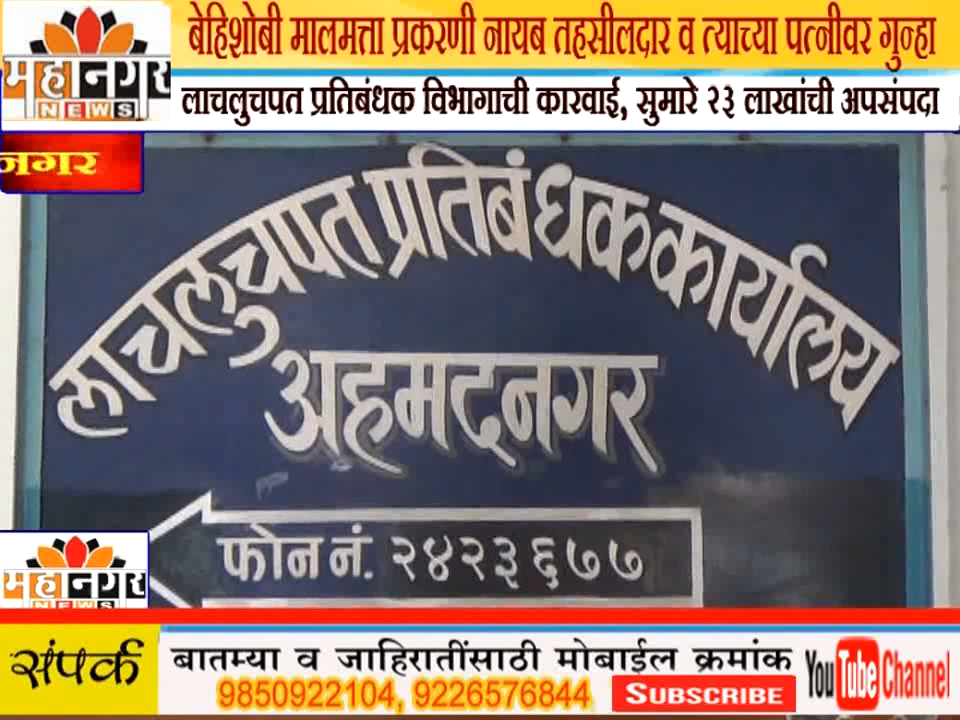 बेहिशोबी मालमत्ता प्रकरणी नायब तहसीलदार व त्याच्या पत्नीवर गुन्हा
महानगर
NEWS
लाचलुचपत प्रतिबंधक विभागाची कारवाई, सुमारे २३ लाखांची अपसंपदा
नगर
लाचलुचपत प्रतिबंधक कार्यालय
अहमदनगर
फोन नं. २४२३६७७
महानगर
NEWS
संपर्क
बातम्या व जाहिरातींसाठी मोबाईल क्रमांक
9850922104, 9226576844
SUBSCRIBE
YouTube Channel